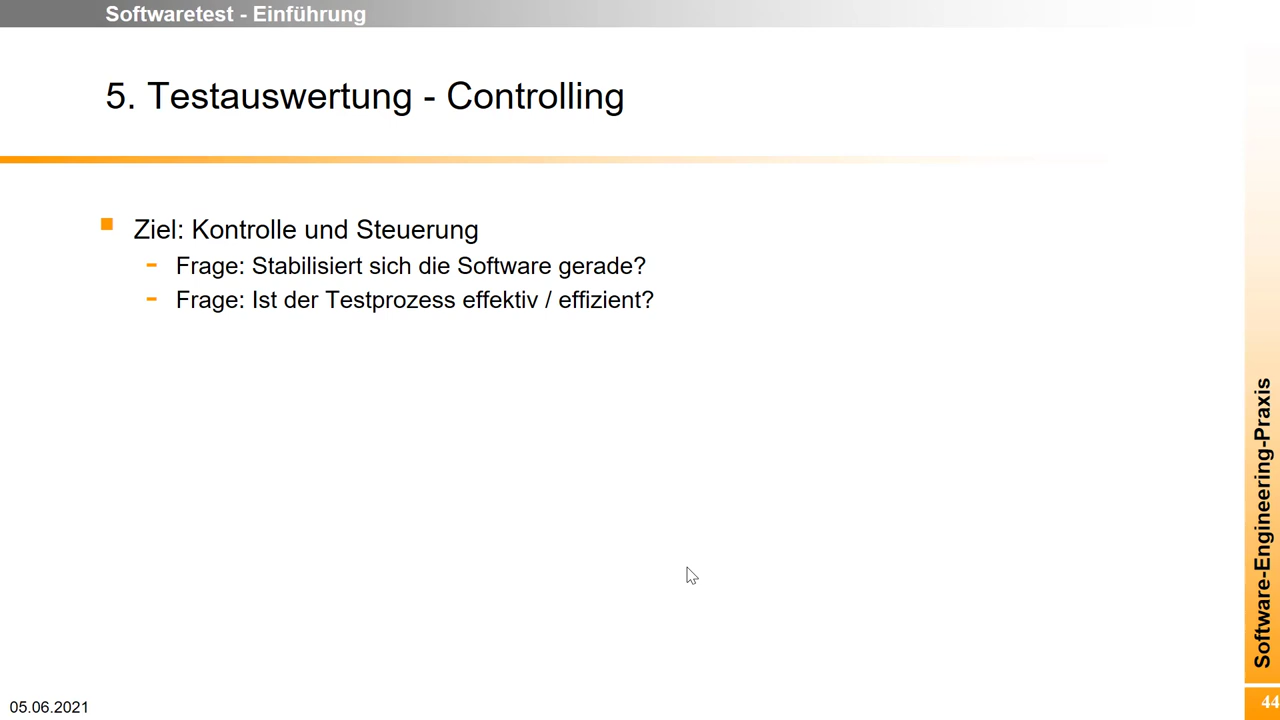 Softwaretest - Einführung
5. Testauswertung - Controlling
Ziel: Kontrolle und Steuerung
- Frage: Stabilisiert sich die Software gerade?
- Frage: Ist der Testprozess effektiv / effizient?
Software-Engineering-Praxis
05.06.2021
44